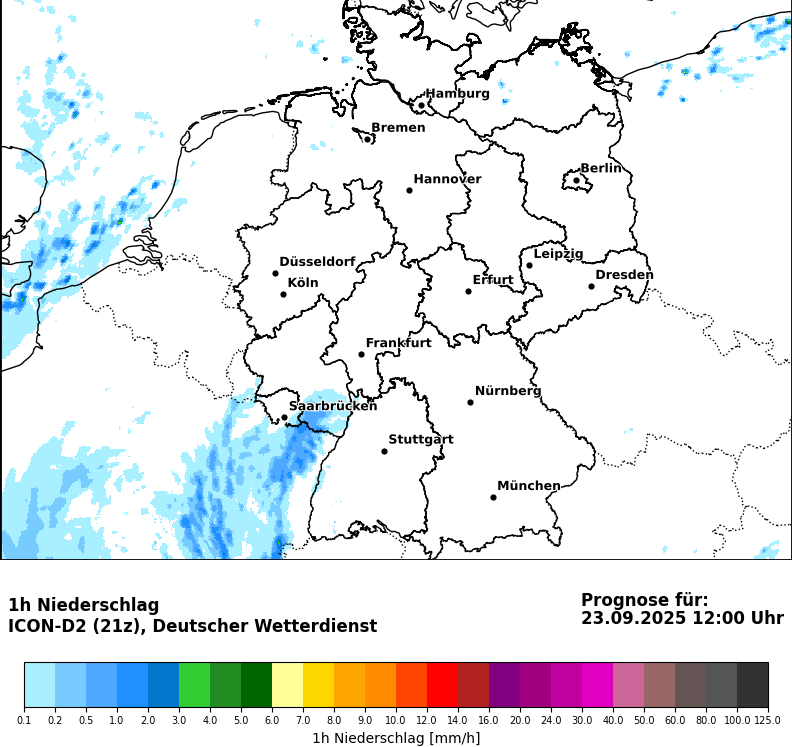 Hamburg
Bremen
Berlin
Hannover
Leipzig
Düsseldorf
Dresden
Köln
Erfurt
Frankfurt
Nürnberg
Saarbrücken
Stuttgart
München
1h Niederschlag
ICON-D2 (21z), Deutscher Wetterdienst
Prognose für:
23.09.2025 12:00 Uhr
0.1 0.2 0.5 1.0 2.0 3.0 4.0 5.0 6.0 7.0 8.0 9.0 10.0 12.0 14.0 16.0 20.0 24.0 30.0 40.0 50.0 60.0 80.0 100.0 125.0
1h Niederschlag [mm/h]